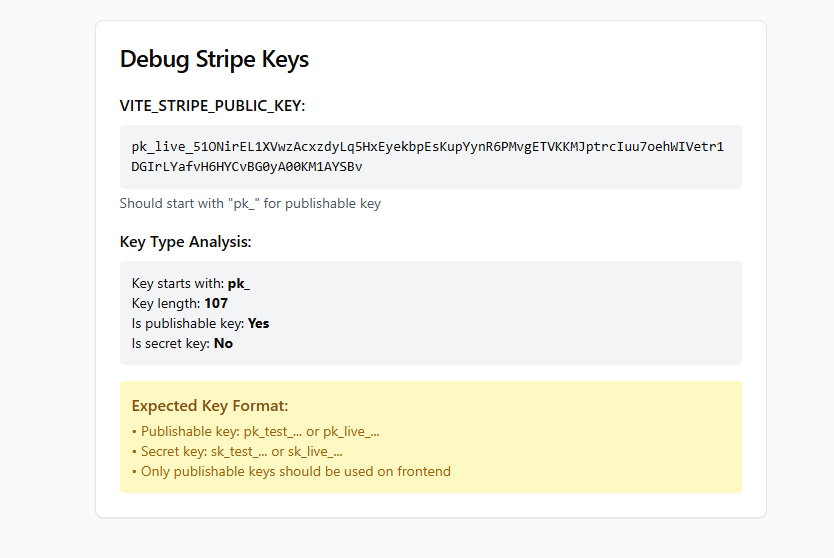 Debug Stripe Keys
VITE_STRIPE_PUBLIC_KEY:
pk_live_51ONirEL1XVwzAcxzdyLq5HxEyekbpEsKupYynR6PMvgETVKKMJptrcIuu7oehWIVetr1
DGIrLYafvH6HYCvBG0yA00KM1AYSBv
Should start with "pk_" for publishable key
Key Type Analysis:
Key starts with: pk_
Key length: 107
Is publishable key: Yes
Is secret key: No
Expected Key Format:
• Publishable key: pk_test_... or pk_live_...
• Secret key: sk_test_... or sk_live_...
• Only publishable keys should be used on frontend